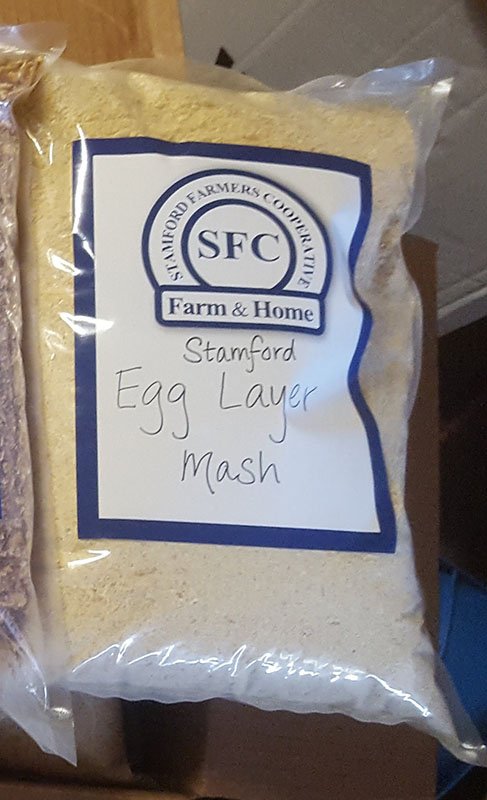 STAMFORD FARMERS COOPERATIVE
SFC
Farm & Home
Stamford
Egg Layer
Mash